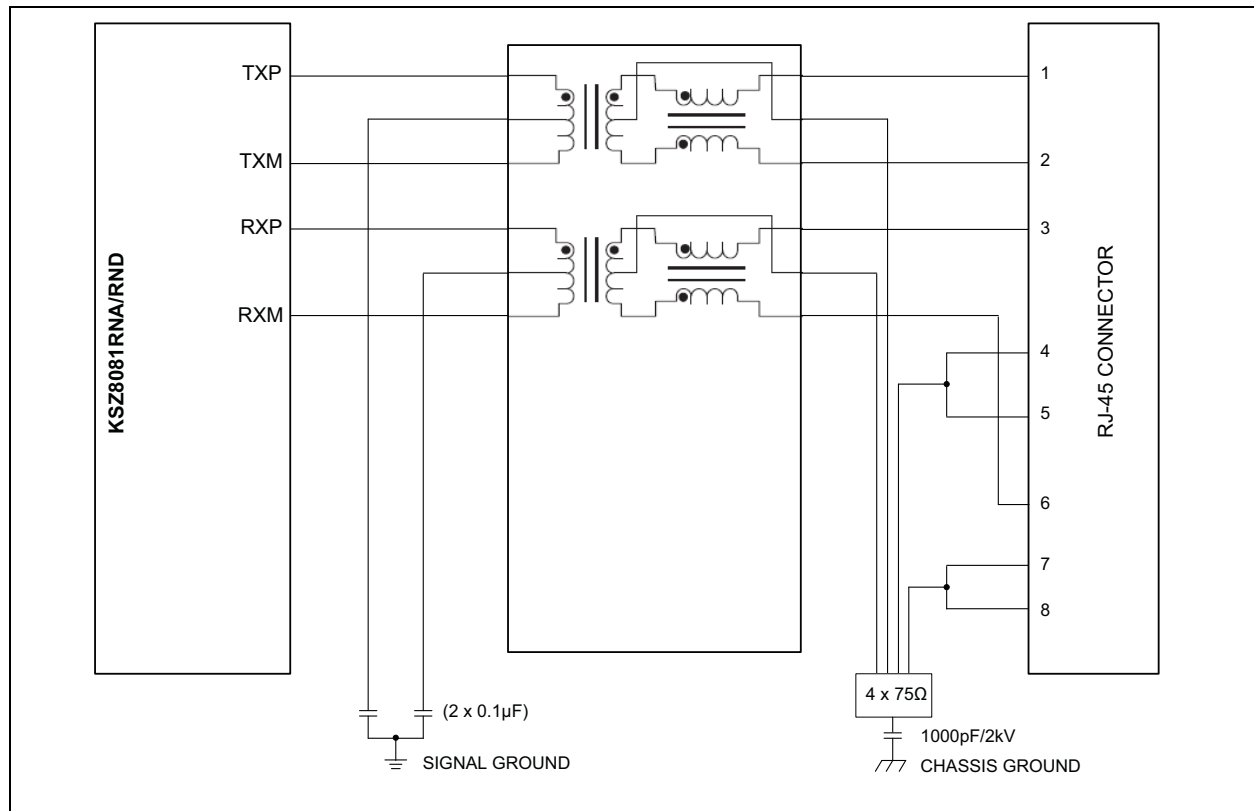 KSZ8081RNA/RND
TXP
TXM
RXP
RXM
1
2
3
4
5
6
7
8
RJ-45 CONNECTOR
(2 x 0.1µF)
SIGNAL GROUND
4 x 75Ω
1000pF/2kV
CHASSIS GROUND